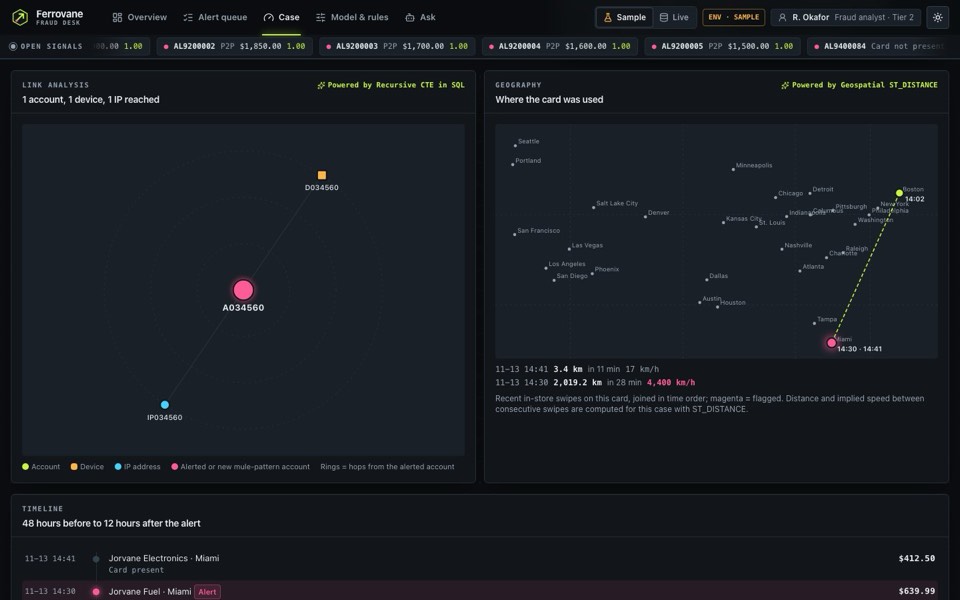 Ferrovane
FRAUD DESK
Overview
Alert queue
Case
Model & rules
Ask
Sample
Live
ENV · SAMPLE
R. Okafor Fraud analyst · Tier 2
OPEN SIGNALS
00.00 1.00
AL9200002 P2P $1,850.00 1.00
AL9200003 P2P $1,700.00 1.00
AL9200004 P2P $1,600.00 1.00
AL9200005 P2P $1,500.00 1.00
AL9400084 Card not present
LINK ANALYSIS
Powered by Recursive CTE in SQL
1 account, 1 device, 1 IP reached
D034560
A034560
IP034560
Account
Device
IP address
Alerted or new mule-pattern account
Rings = hops from the alerted account
GEOGRAPHY
Powered by Geospatial ST_DISTANCE
Where the card was used
Seattle
Portland
Minneapolis
Boston
14:02
Chicago
Detroit
Salt Lake City
Denver
Kansas City
St. Louis
Indianapolis
Columbus
Pittsburgh
New York
Philadelphia
Washington
San Francisco
Las Vegas
Nashville
Charlotte
Raleigh
Los Angeles
San Diego
Phoenix
Atlanta
Dallas
Austin
Houston
Tampa
Miami
14:30 · 14:41
11-13 14:41 3.4 km in 11 min 17 km/h
11-13 14:30 2,019.2 km in 28 min 4,400 km/h
Recent in-store swipes on this card, joined in time order; magenta = flagged. Distance and implied speed between
consecutive swipes are computed for this case with ST_DISTANCE.
TIMELINE
48 hours before to 12 hours after the alert
11-13 14:41 Jorvane Electronics · Miami $412.50
Card present
11-13 14:30 Jorvane Fuel · Miami Alert $639.99